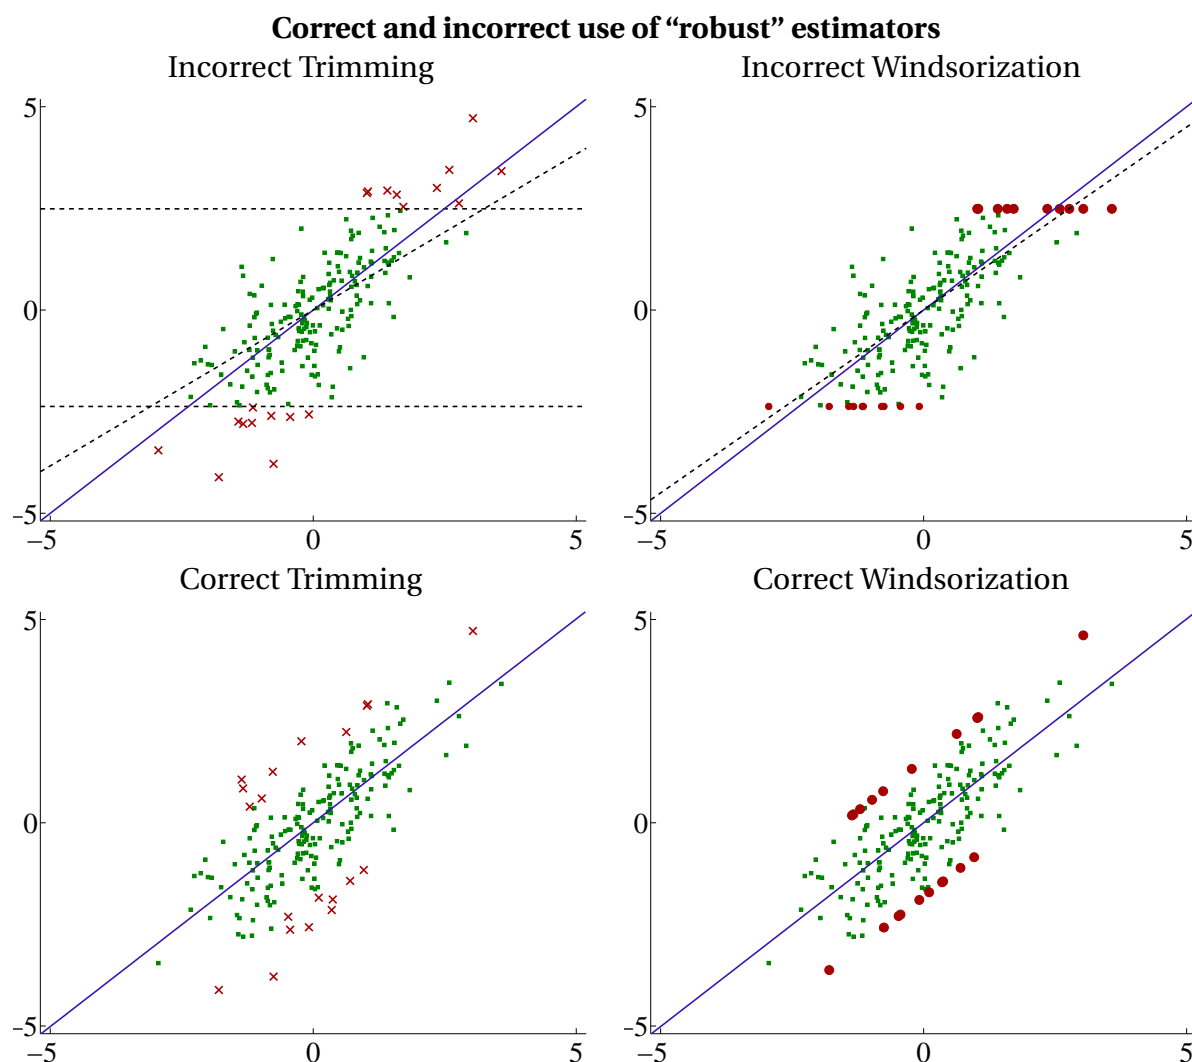 Correct and incorrect use of “robust” estimators
Incorrect Trimming
Incorrect Windsorization
5
0
−5
−5 0 5
5
0
−5
−5 0 5
Correct Trimming
Correct Windsorization
5
0
−5
−5 0 5
5
0
−5
−5 0 5